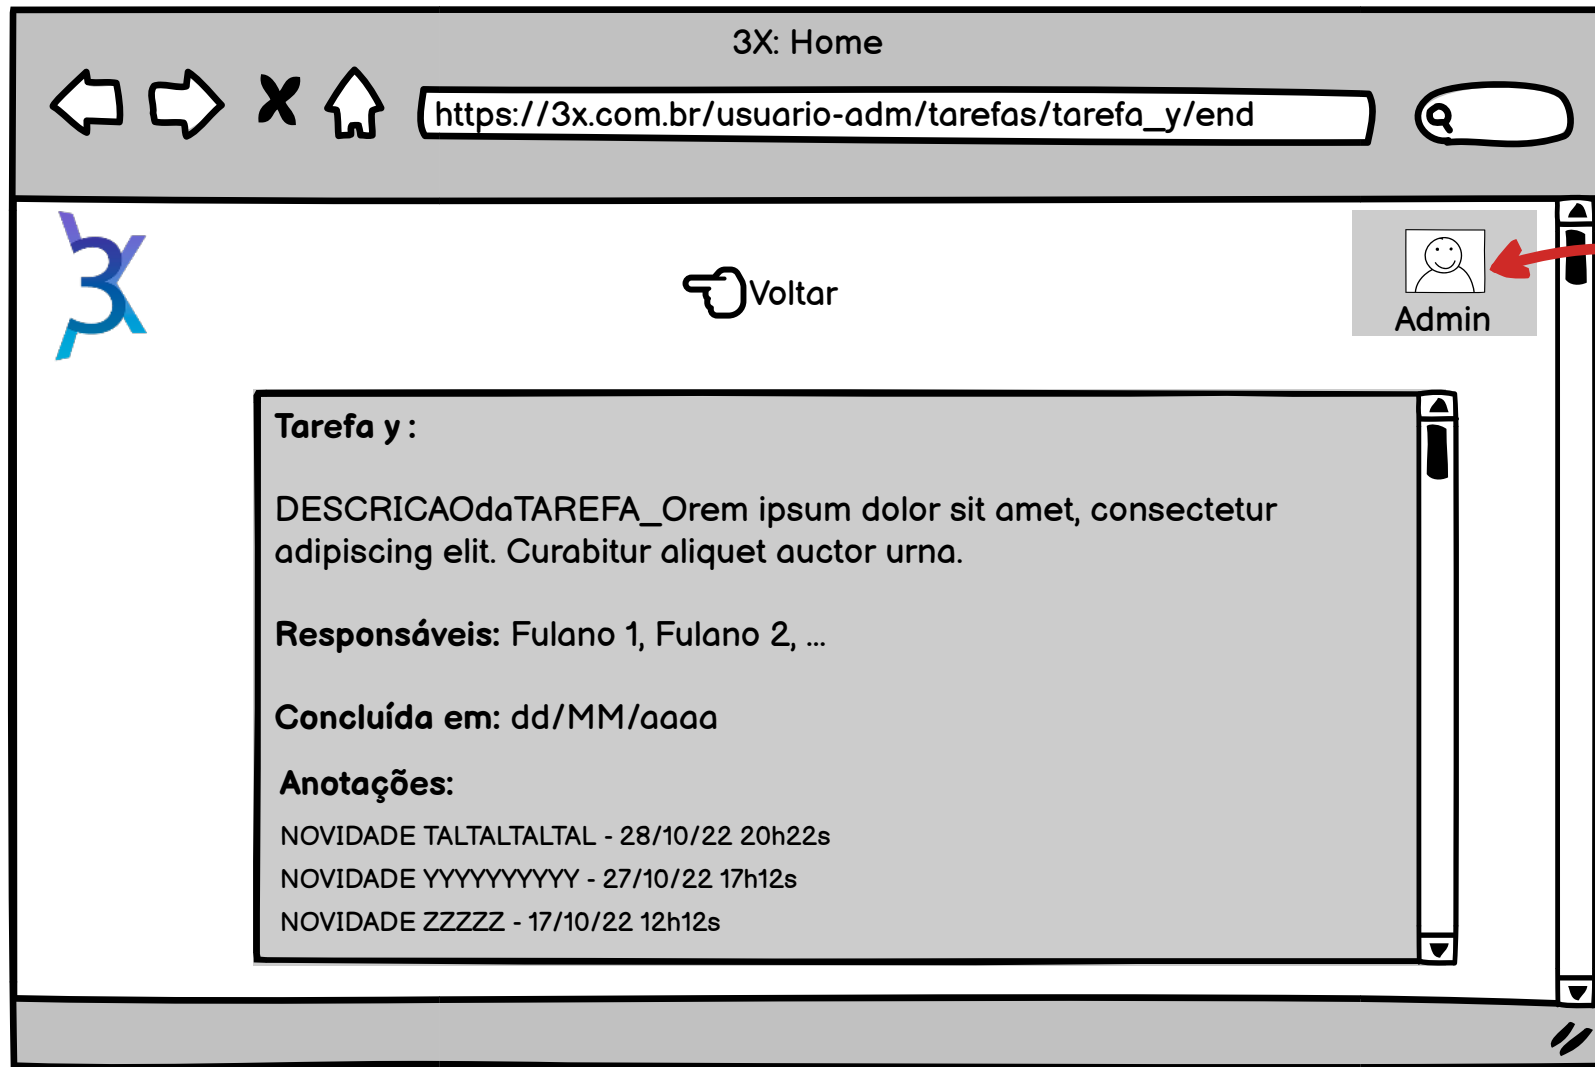 3X: Home
https://3x.com.br/usuario-adm/tarefas/tarefa_y/end
3X
Voltar
Admin
Tarefa y :
DESCRICAOdaTAREFA_Orem ipsum dolor sit amet, consectetur
adipiscing elit. Curabitur aliquet auctor urna.
Responsáveis: Fulano 1, Fulano 2, ...
Concluída em: dd/MM/aaaa
Anotações:
NOVIDADE TALTALTALTAL - 28/10/22 20h22s
NOVIDADE YYYYYYYYYY - 27/10/22 17h12s
NOVIDADE ZZZZZ - 17/10/22 12h12s